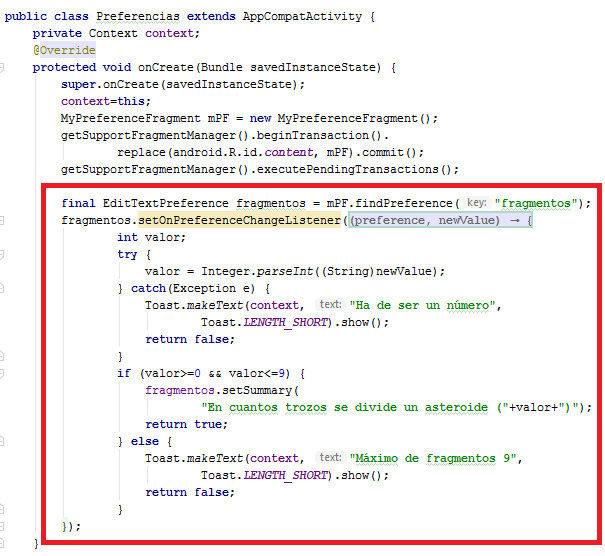 public class Preferencias extends AppCompatActivity {
    private Context context;
    @Override
    protected void onCreate(Bundle savedInstanceState) {
        super.onCreate(savedInstanceState);
        context=this;
        MyPreferenceFragment mPF = new MyPreferenceFragment();
        getSupportFragmentManager().beginTransaction().
                replace(android.R.id.content, mPF).commit();
        getSupportFragmentManager().executePendingTransactions();
        final EditTextPreference fragmentos = mPF.findPreference( key: "fragmentos");
        fragmentos.setOnPreferenceChangeListener((preference, newValue) → {
                int valor;
                try {
                    valor = Integer.parseInt((String)newValue);
                } catch(Exception e) {
                    Toast.makeText(context, text: "Ha de ser un número",
                            Toast.LENGTH_SHORT).show();
                    return false;
                }
                if (valor>=0 && valor<=9) {
                    fragmentos.setSummary(
                            "En cuantos trozos se divide un asteroide ("+valor+")");
                    return true;
                } else {
                    Toast.makeText(context, text: "Máximo de fragmentos 9",
                            Toast.LENGTH_SHORT).show();
                    return false;
                }
        });
    }